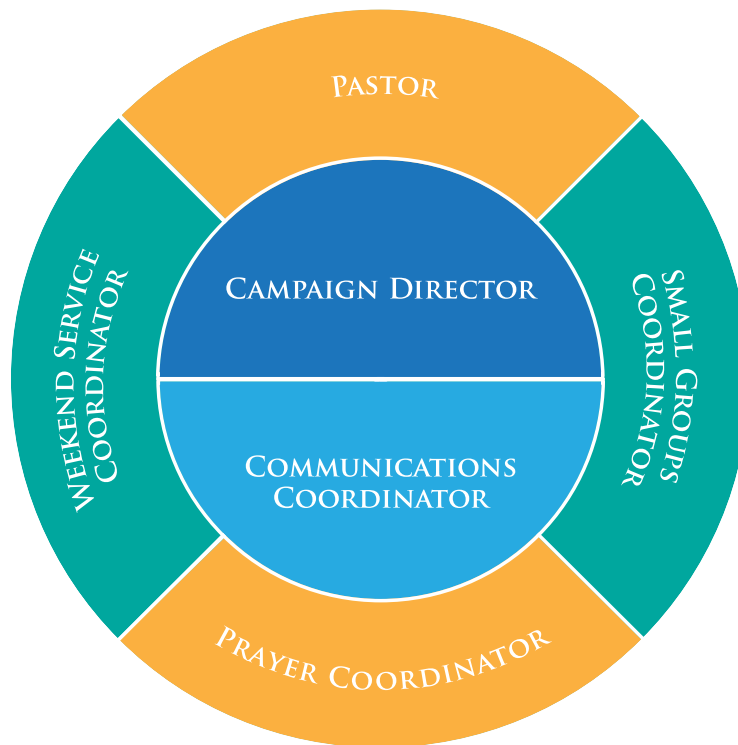 Pastor
Weekend Service
Coordinator
Campaign Director
Small Groups
Coordinator
Communications
Coordinator
Prayer Coordinator